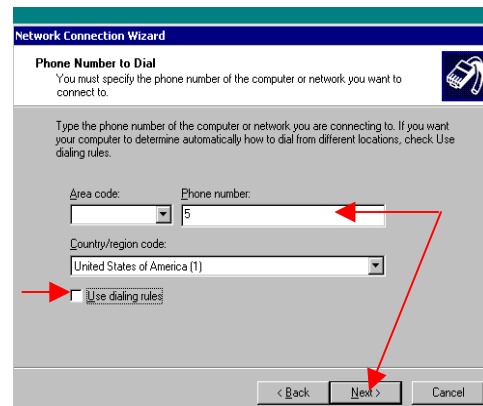 Network Connection Wizard
Phone Number to Dial
You must specify the phone number of the computer or network you want to
connect to.
Type the phone number of the computer or network you are connecting to. If you want
your computer to determine automatically how to dial from different locations, check Use
dialing rules.
Area code: Phone number:
5
Country/region code:
United States of America (1)
Use dialing rules
< Back Next > Cancel